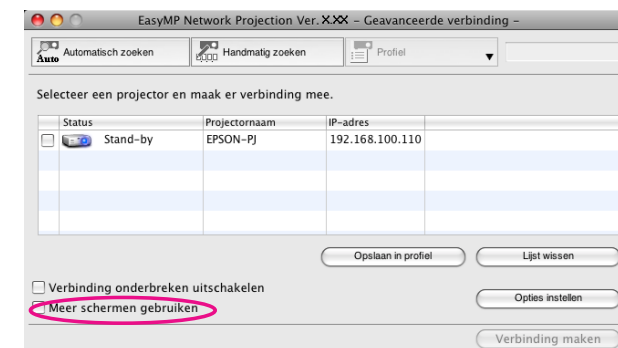 EasyMP Network Projection Ver. X.XX – Geavanceerde verbinding –
Auto Automatisch zoeken Handmatig zoeken Profiel
Selecteer een projector en maak er verbinding mee.
Status Projectornaam IP-adres
Stand-by EPSON-PJ 192.168.100.110
Opslaan in profiel Lijst wissen
Verbinding onderbreken uitschakelen
Opties instellen
Meer schermen gebruiken
Verbinding maken